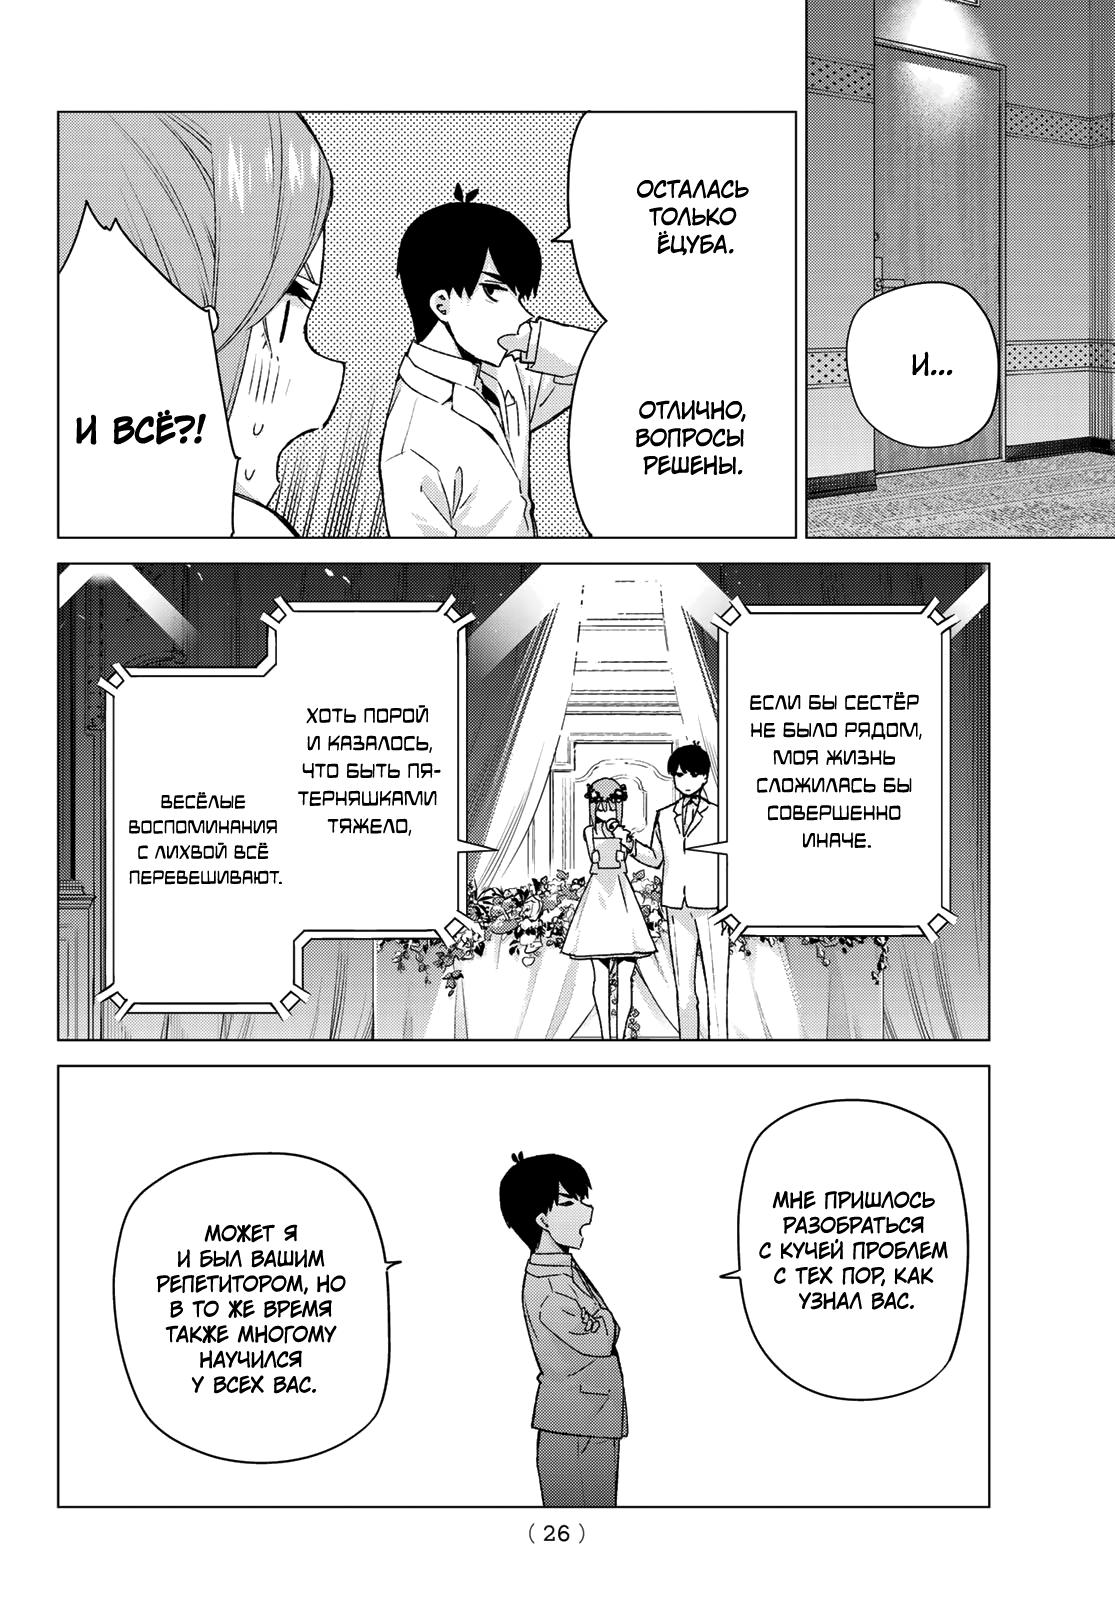 И...
ОСТАЛАСЬ
ТОЛЬКО
ЁЦУБА.
ОТЛИЧНО,
ВОПРОСЫ
РЕШЕНЫ.
И ВСЁ?!
ЕСЛИ БЫ СЕСТЁР
НЕ БЫЛО РЯДОМ,
МОЯ ЖИЗНЬ
СЛОЖИЛАСЬ БЫ
СОВЕРШЕННО
ИНАЧЕ.
ХОТЬ ПОРОЙ
И КАЗАЛОСЬ,
ЧТО БЫТЬ ПЯ-
ТЕРНЯШКАМИ
ТЯЖЕЛО,
ВЕСЁЛЫЕ
ВОСПОМИНАНИЯ
С ЛИХВОЙ ВСЁ
ПЕРЕВЕШИВАЮТ.
МНЕ ПРИШЛОСЬ
РАЗОБРАТЬСЯ
С КУЧЕЙ ПРОБЛЕМ
С ТЕХ ПОР, КАК
УЗНАЛ ВАС.
МОЖЕТ Я
И БЫЛ ВАШИМ
РЕПЕТИТОРОМ, НО
В ТО ЖЕ ВРЕМЯ
ТАКЖЕ МНОГОМУ
НАУЧИЛСЯ
У ВСЕХ ВАС.
( 26 )